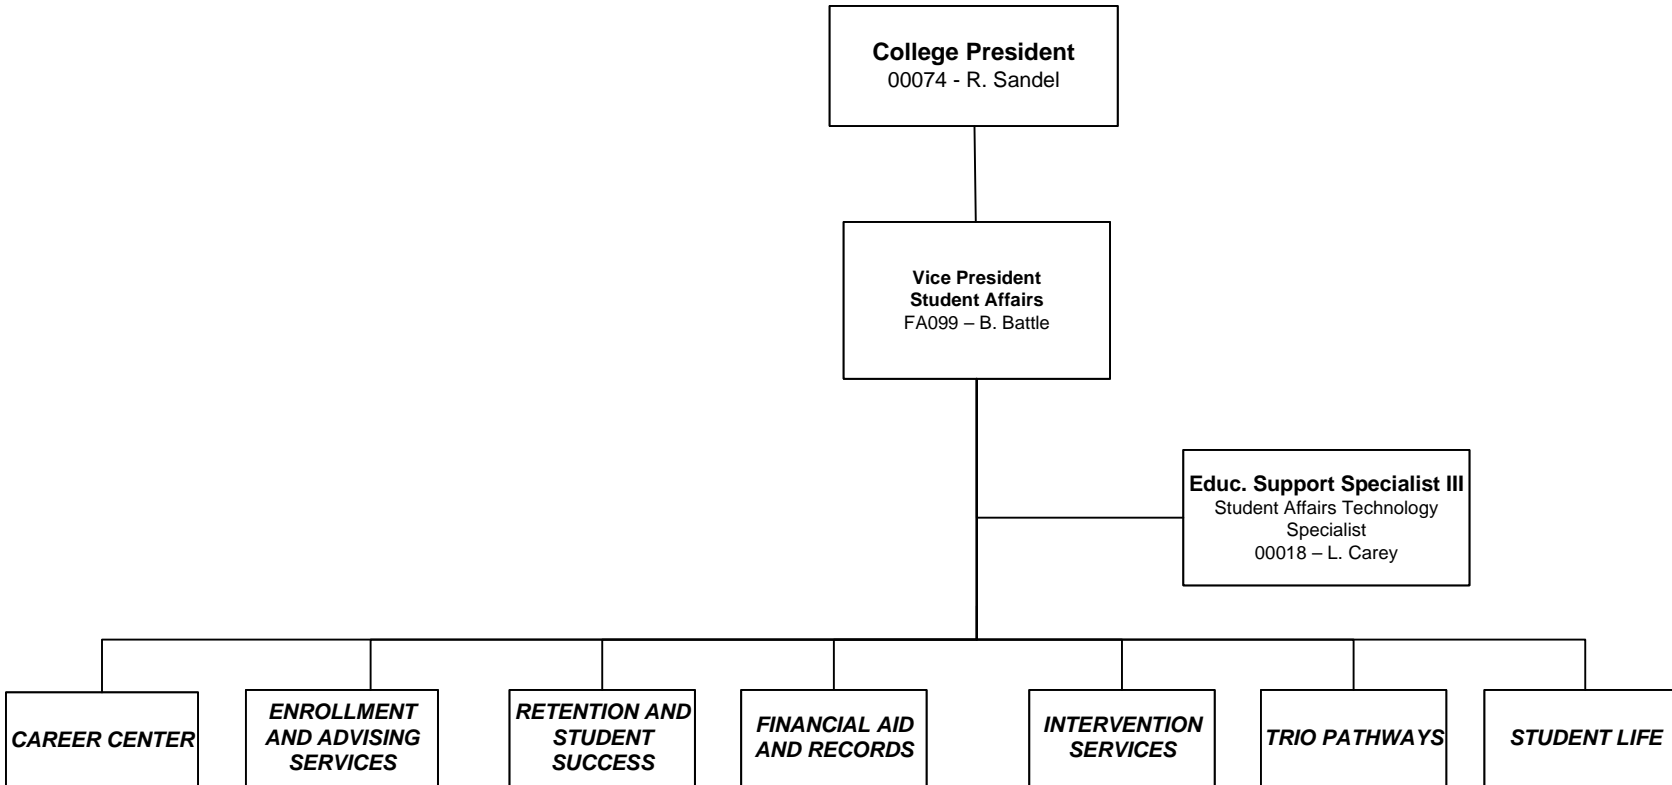 College President
00074 - R. Sandel
Vice President
Student Affairs
FA099 – B. Battle
Educ. Support Specialist III
Student Affairs Technology
Specialist
00018 – L. Carey
CAREER CENTER
ENROLLMENT
AND ADVISING
SERVICES
RETENTION AND
STUDENT
SUCCESS
FINANCIAL AID
AND RECORDS
INTERVENTION
SERVICES
TRIO PATHWAYS
STUDENT LIFE